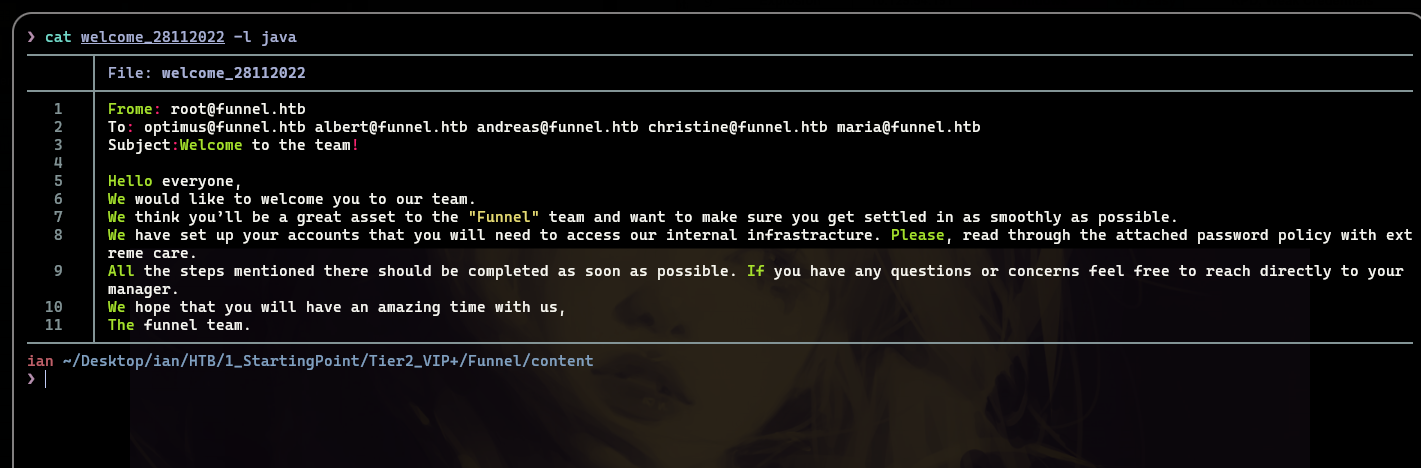 ❯ cat welcome_28112022 -l java
File: welcome_28112022
1 Frome: root@funnel.htb
2 To: optimus@funnel.htb albert@funnel.htb andreas@funnel.htb christine@funnel.htb maria@funnel.htb
3 Subject:Welcome to the team!
4
5 Hello everyone,
6 We would like to welcome you to our team.
7 We think you’ll be a great asset to the "Funnel" team and want to make sure you get settled in as smoothly as possible.
8 We have set up your accounts that you will need to access our internal infrastracture. Please, read through the attached password policy with ext
reme care.
9 All the steps mentioned there should be completed as soon as possible. If you have any questions or concerns feel free to reach directly to your
manager.
10 We hope that you will have an amazing time with us,
11 The funnel team.
ian ~/Desktop/ian/HTB/1_StartingPoint/Tier2_VIP+/Funnel/content
❯